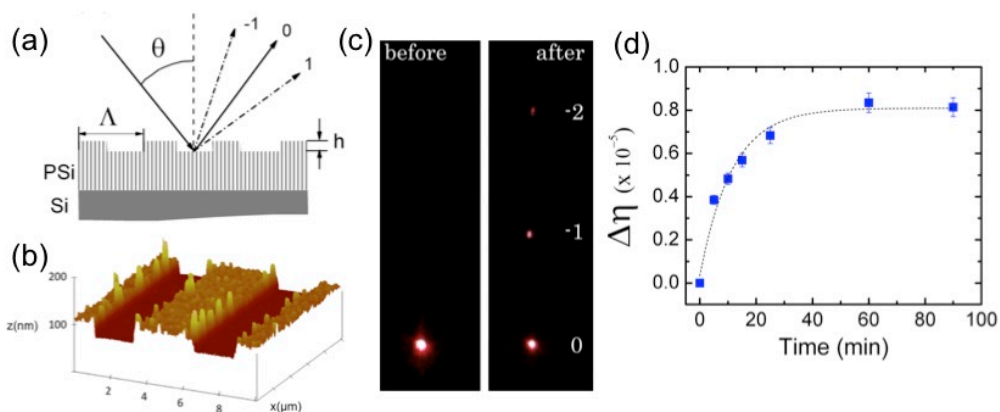 (a)
θ
-1
0
1
Λ
h
PSi
Si
(b)
200
z(nm)
100
2
4
6
8
x(μm)
(c)
before
after
-2
-1
0
(d)
Δη (x 10⁻⁵)
1.0
0.8
0.6
0.4
0.2
0.0
0 20 40 60 80 100
Time (min)